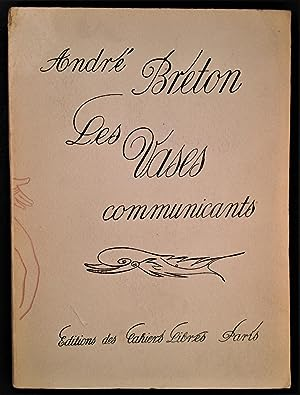 André Breton
Les Vases
communicants
Editions des Cahiers Libres Paris